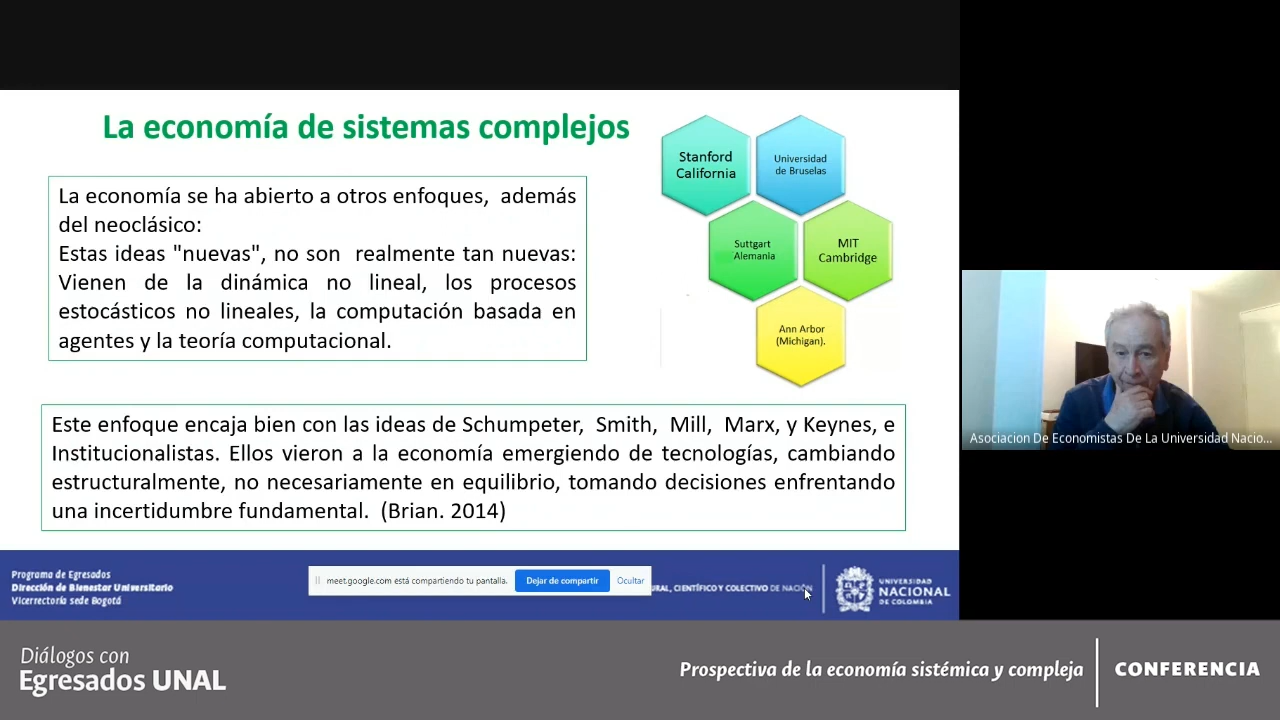 La economía de sistemas complejos
La economía se ha abierto a otros enfoques, además
del neoclásico:
Estas ideas "nuevas", no son realmente tan nuevas:
Vienen de la dinámica no lineal, los procesos
estocásticos no lineales, la computación basada en
agentes y la teoría computacional.
Stanford
California
Universidad
de Bruselas
Suttgart
Alemania
MIT
Cambridge
Ann Arbor
(Michigan).
Este enfoque encaja bien con las ideas de Schumpeter, Smith, Mill, Marx, y Keynes, e
Institucionalistas. Ellos vieron a la economía emergiendo de tecnologías, cambiando
estructuralmente, no necesariamente en equilibrio, tomando decisiones enfrentando
una incertidumbre fundamental. (Brian. 2014)
Asociacion De Economistas De La Universidad Nacio...
Programa de Egresados
Dirección de Bienestar Universitario
Vicerrectoría sede Bogotá
meet.google.com está compartiendo tu pantalla.
Dejar de compartir
Ocultar
URAL, CIENTÍFICO Y COLECTIVO DE NACIÓN
UNIVERSIDAD
NACIONAL
DE COLOMBIA
Diálogos con
Egresados UNAL
Prospectiva de la economía sistémica y compleja
CONFERENCIA